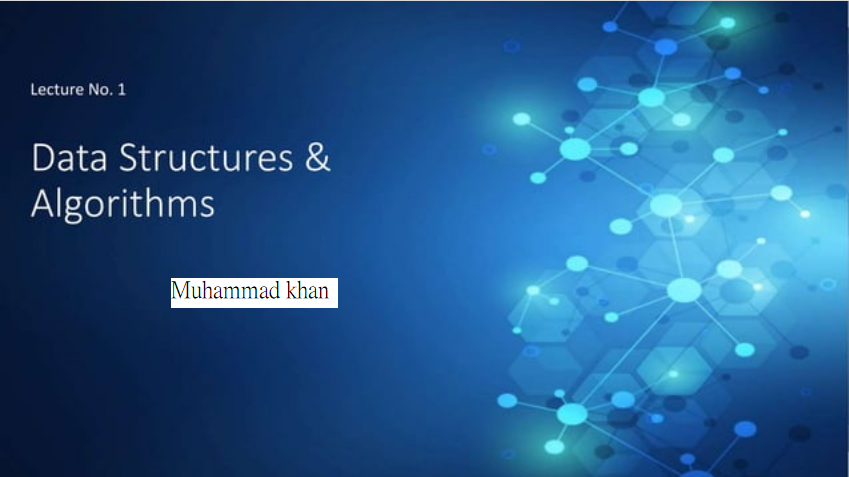 Lecture No. 1
Data Structures &
Algorithms
Muhammad khan